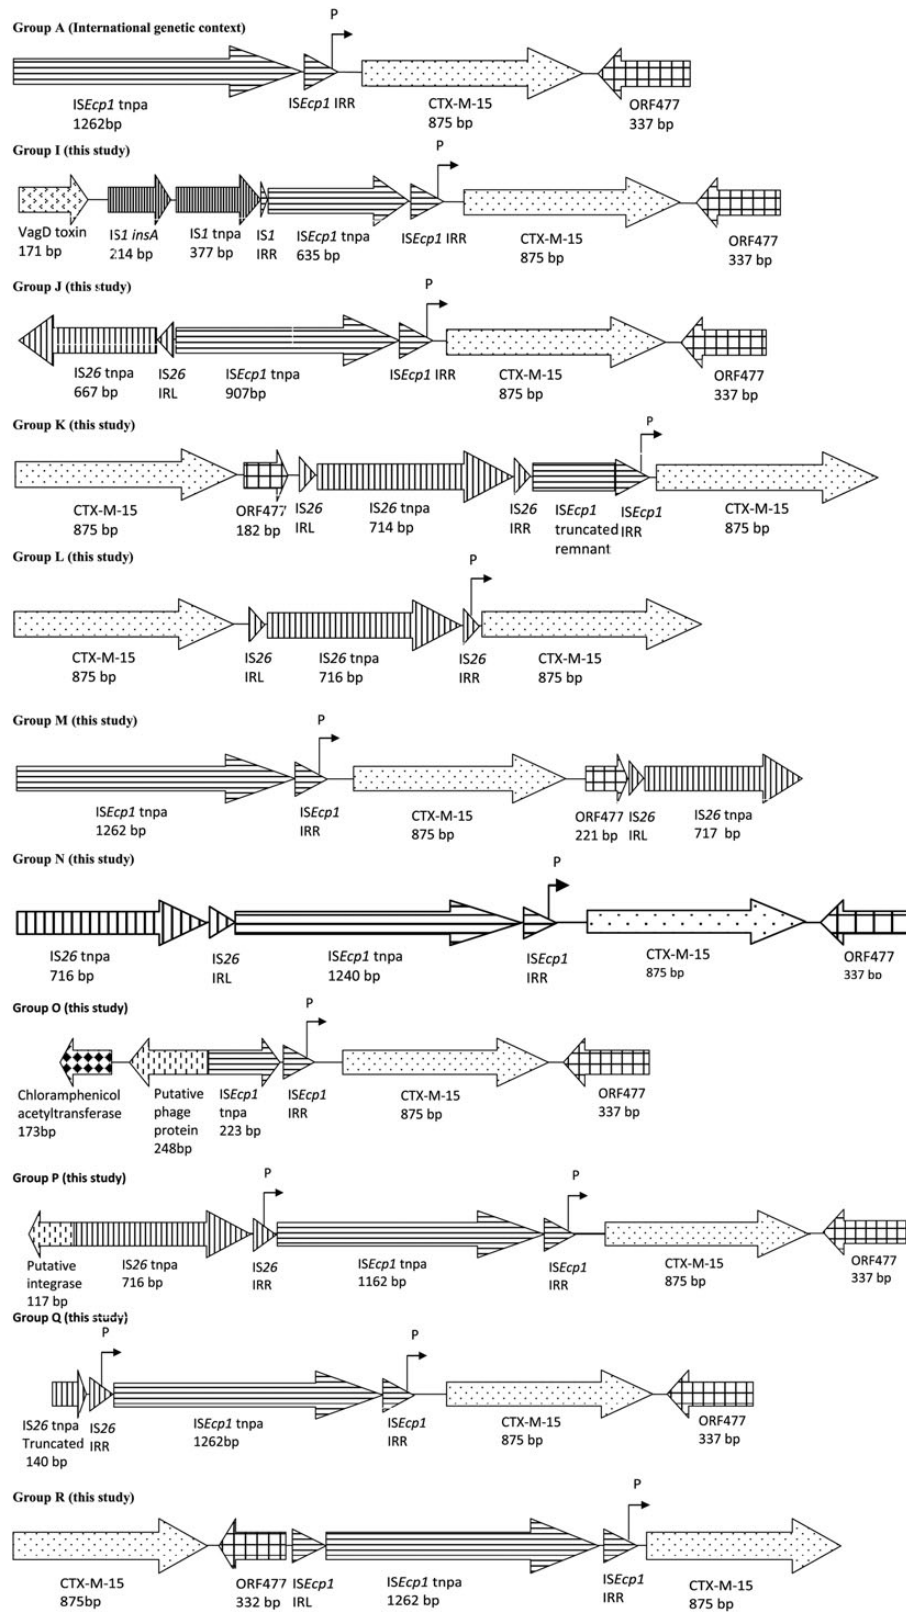 Group A (International genetic context)
P
ISEcp1 tnpa
1262bp
ISEcp1 IRR
CTX-M-15
875 bp
ORF477
337 bp
Group I (this study)
P
VagD toxin
171 bp
IS1 insA
214 bp
IS1 tnpa
377 bp
IS1
IRR
ISEcp1 tnpa
635 bp
ISEcp1 IRR
CTX-M-15
875 bp
ORF477
337 bp
Group J (this study)
P
IS26 tnpa
667 bp
IS26
IRL
ISEcp1 tnpa
907bp
ISEcp1 IRR
CTX-M-15
875 bp
ORF477
337 bp
Group K (this study)
P
CTX-M-15
875 bp
ORF477
182 bp
IS26
IRL
IS26 tnpa
714 bp
IS26
IRR
ISEcp1
truncated
remnant
ISEcp1
IRR
CTX-M-15
875 bp
Group L (this study)
P
CTX-M-15
875 bp
IS26
IRL
IS26 tnpa
716 bp
IS26
IRR
CTX-M-15
875 bp
Group M (this study)
P
ISEcp1 tnpa
1262 bp
ISEcp1
IRR
CTX-M-15
875 bp
ORF477
221 bp
IS26
IRL
IS26 tnpa
717 bp
Group N (this study)
P
IS26 tnpa
716 bp
IS26
IRL
ISEcp1 tnpa
1240 bp
ISEcp1
IRR
CTX-M-15
875 bp
ORF477
337 bp
Group O (this study)
P
Chloramphenicol
acetyltransferase
173bp
Putative
phage
protein
248bp
ISEcp1
tnpa
223 bp
ISEcp1
IRR
CTX-M-15
875 bp
ORF477
337 bp
Group P (this study)
P
P
Putative
integrase
117 bp
IS26 tnpa
716 bp
IS26
IRR
ISEcp1 tnpa
1162 bp
ISEcp1
IRR
CTX-M-15
875 bp
ORF477
337 bp
Group Q (this study)
P
P
IS26 tnpa
Truncated
140 bp
IS26
IRR
ISEcp1 tnpa
1262bp
ISEcp1
IRR
CTX-M-15
875 bp
ORF477
337 bp
Group R (this study)
P
CTX-M-15
875bp
ORF477
332 bp
ISEcp1
IRL
ISEcp1 tnpa
1262 bp
ISEcp1
IRR
CTX-M-15
875 bp